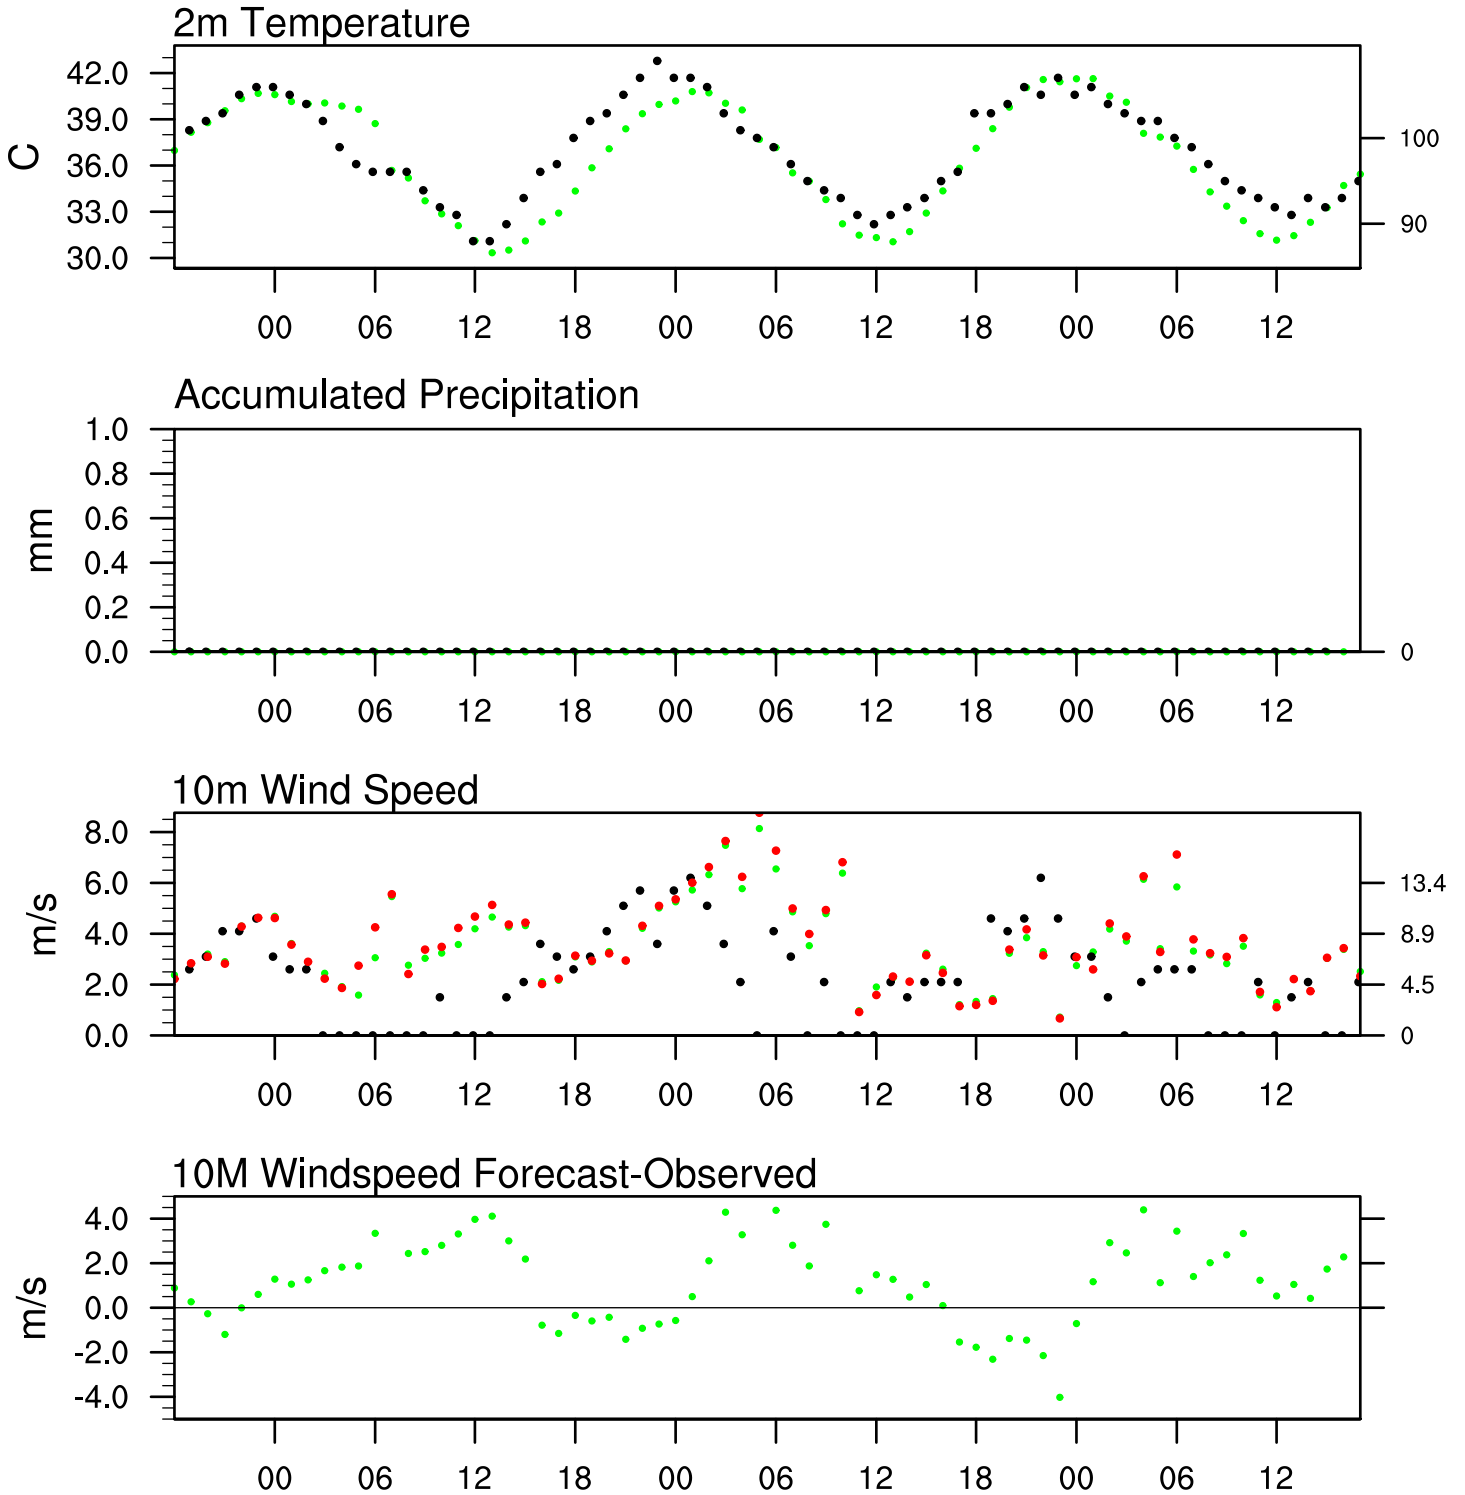 2m Temperature
42.0
39.0
36.0
33.0
30.0
C
100
90
00 06 12 18 00 06 12 18 00 06 12
Accumulated Precipitation
1.0
0.8
0.6
0.4
0.2
0.0
mm
0
00 06 12 18 00 06 12 18 00 06 12
10m Wind Speed
8.0
6.0
4.0
2.0
0.0
m/s
13.4
8.9
4.5
0
00 06 12 18 00 06 12 18 00 06 12
10M Windspeed Forecast-Observed
4.0
2.0
0.0
-2.0
-4.0
m/s
00 06 12 18 00 06 12 18 00 06 12